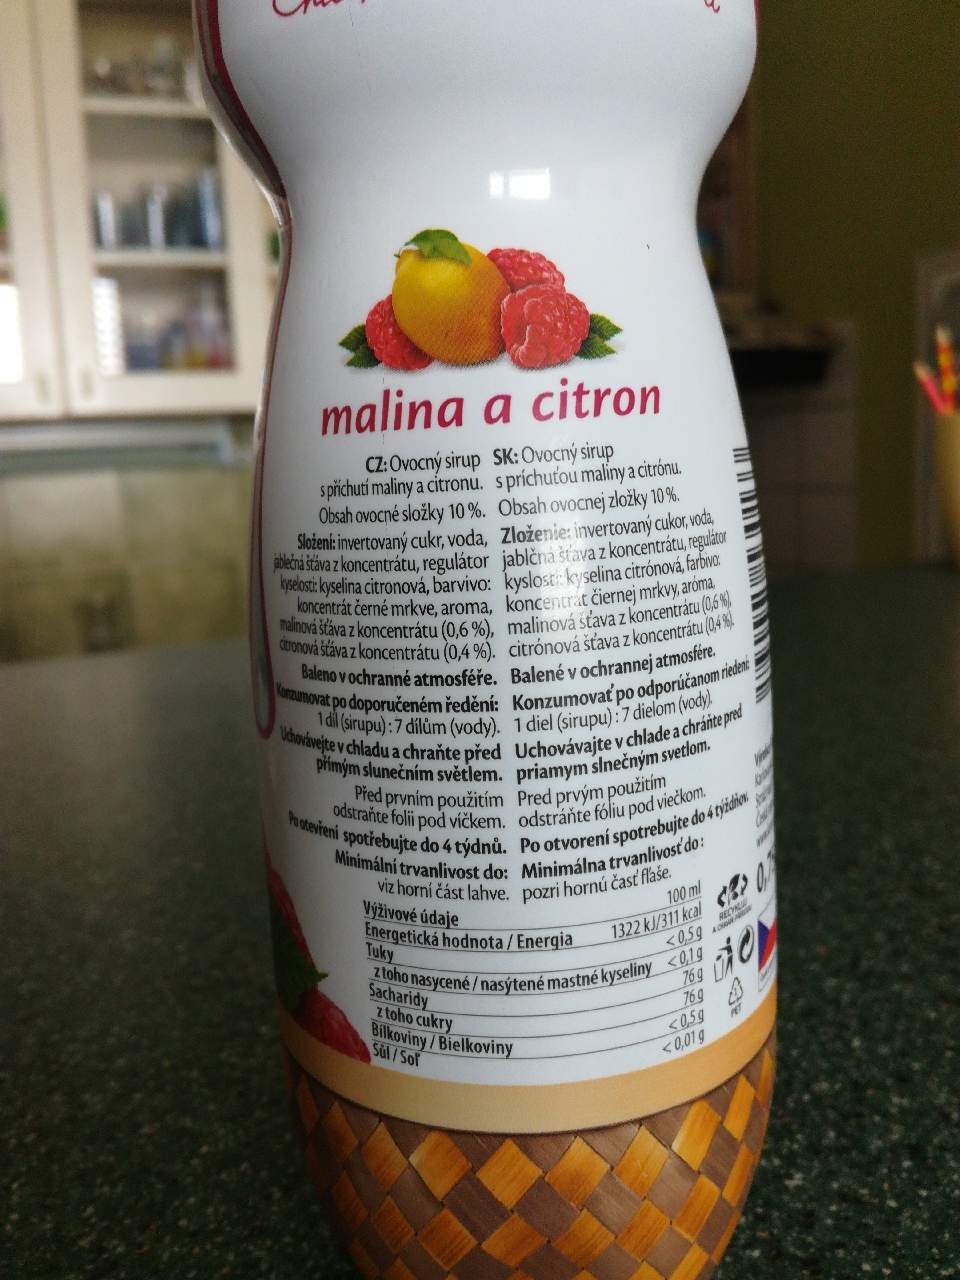 malina a citron
CZ: Ovocný sirup
s příchutí maliny a citronu.
Obsah ovocné složky 10 %.
Složení: invertovaný cukr, voda,
jablečná šťáva z koncentrátu, regulátor
kyselosti: kyselina citronová, barvivo:
koncentrát černé mrkve, aroma,
malinová šťáva z koncentrátu (0,6 %),
citronová šťáva z koncentrátu (0,4 %).
Baleno v ochranné atmosféře.
Konzumovat po doporučeném ředění:
1 díl (sirupu) : 7 dílům (vody).
Uchovávejte v chladu a chraňte před
přímým slunečním světlem.
Před prvním použitím
odstraňte folii pod víčkem.
Po otevření spotřebujte do 4 týdnů.
Minimální trvanlivost do:
viz horní část lahve.
SK: Ovocný sirup
s príchuťou maliny a citrónu.
Obsah ovocnej zložky 10 %.
Zloženie: invertovaný cukor, voda,
jablčná šťava z koncentrátu, regulátor
kyslosti: kyselina citrónová, farbivo:
koncentrát čiernej mrkvy, aróma,
malinová šťava z koncentrátu (0,6 %),
citrónová šťava z koncentrátu (0,4 %).
Balené v ochrannej atmosfére.
Konzumovať po odporúčanom riedení:
1 diel (sirupu) : 7 dielom (vody).
Uchovávajte v chlade a chráňte pred
priamym slnečným svetlom.
Pred prvým použitím
odstráňte fóliu pod viečkom.
Po otvorení spotrebujte do 4 týždňov.
Minimálna trvanlivosť do:
pozri hornú časť fľaše.
Výživové údaje 100 ml
Energetická hodnota / Energia 1322 kJ/311 kcal
Tuky < 0,5 g
z toho nasycené / nasýtené mastné kyseliny < 0,1 g
Sacharidy 76 g
z toho cukry 76 g
Bílkoviny / Bielkoviny < 0,5 g
Sůl / Soľ < 0,01 g
RECYKLUJ
1
PET